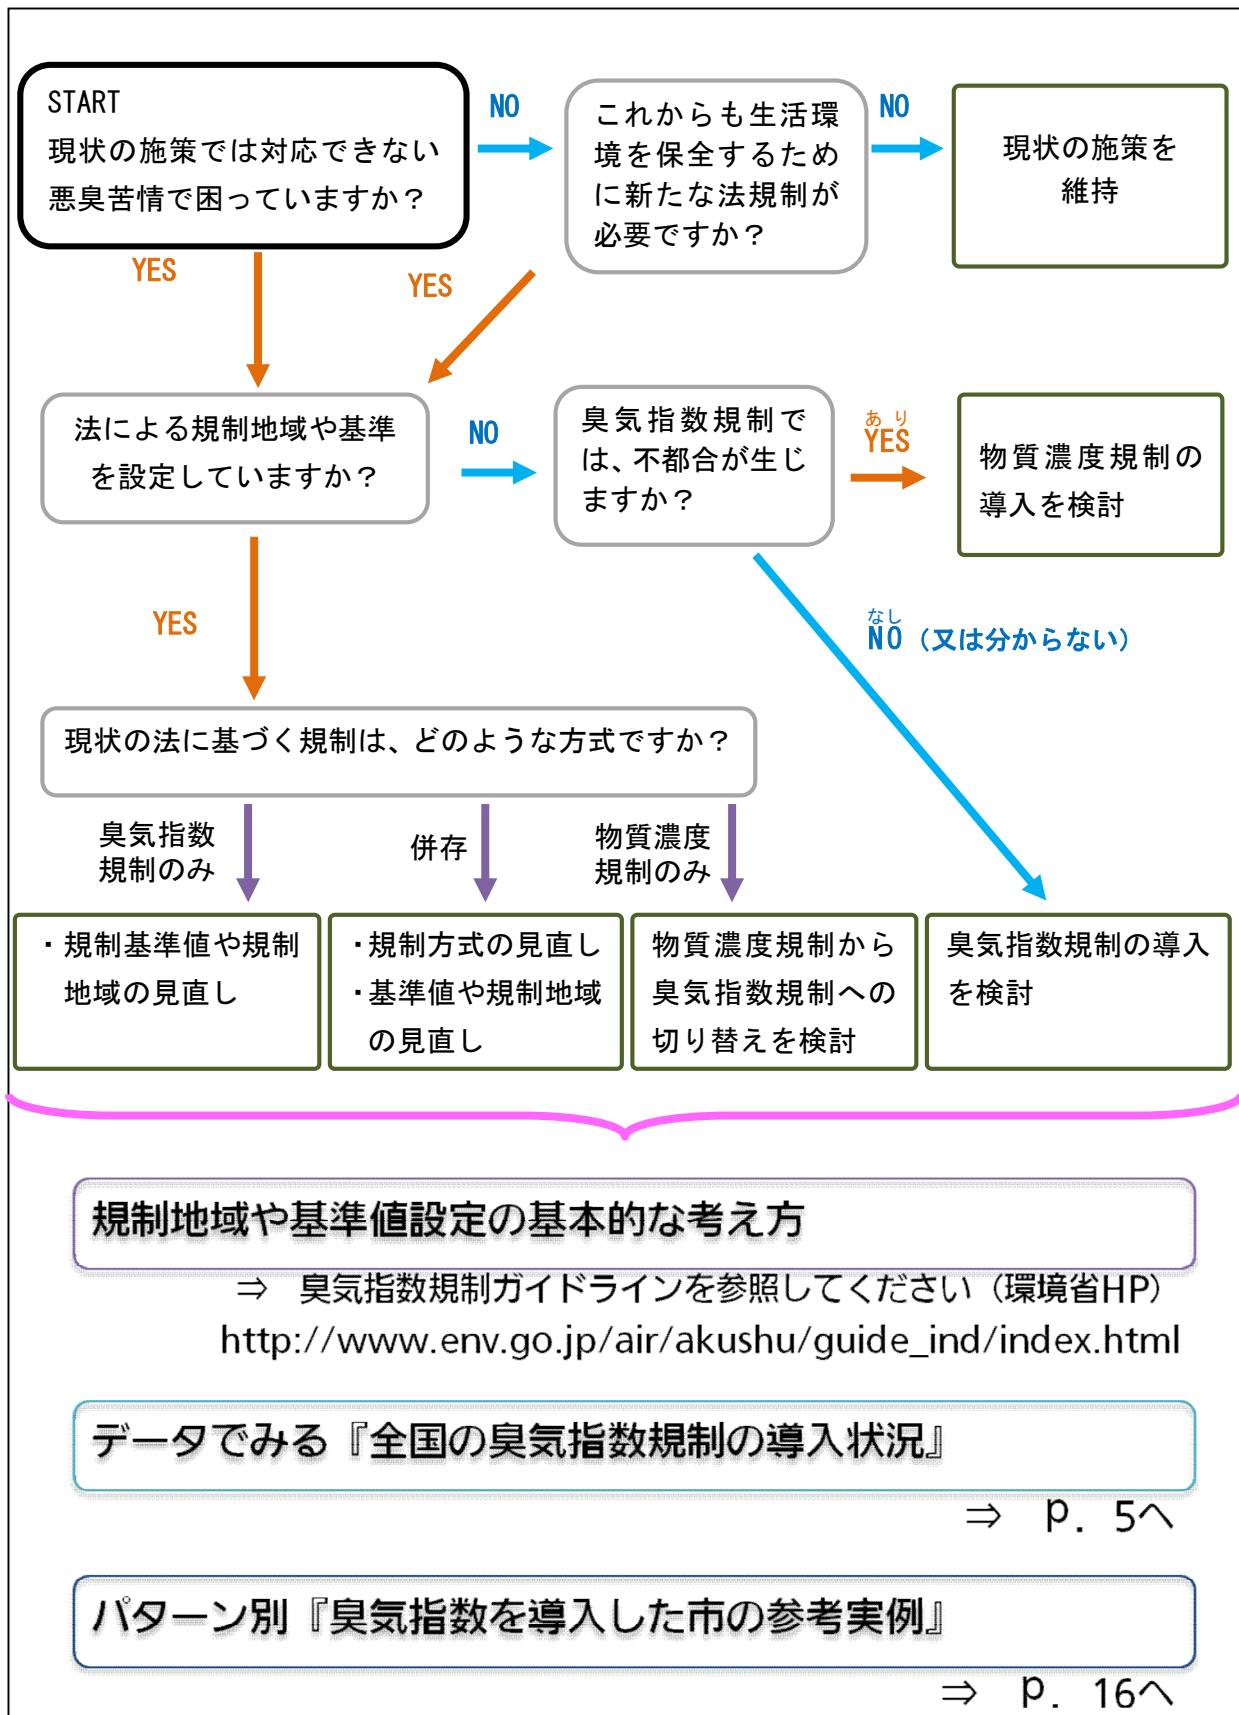 START
現状の施策では対応できない
悪臭苦情で困っていますか？
NO
これからも生活環
境を保全するため
に新たな法規制が
必要ですか？
NO
現状の施策を
維持
YES
YES
法による規制地域や基準
を設定していますか？
NO
臭気指数規制で
は、不都合が生じ
ますか？
あり
YES
物質濃度規制の
導入を検討
YES
なし
NO（又は分からない）
現状の法に基づく規制は、どのような方式ですか？
臭気指数
規制のみ
併存
物質濃度
規制のみ
・規制基準値や規制
地域の見直し
・規制方式の見直し
・基準値や規制地域
の見直し
物質濃度規制から
臭気指数規制への
切り替えを検討
臭気指数規制の導入
を検討
規制地域や基準値設定の基本的な考え方
⇒ 臭気指数規制ガイドラインを参照してください（環境省HP）
http://www.env.go.jp/air/akushu/guide_ind/index.html
データでみる『全国の臭気指数規制の導入状況』
⇒ p. 5へ
パターン別『臭気指数を導入した市の参考実例』
⇒ p. 16へ